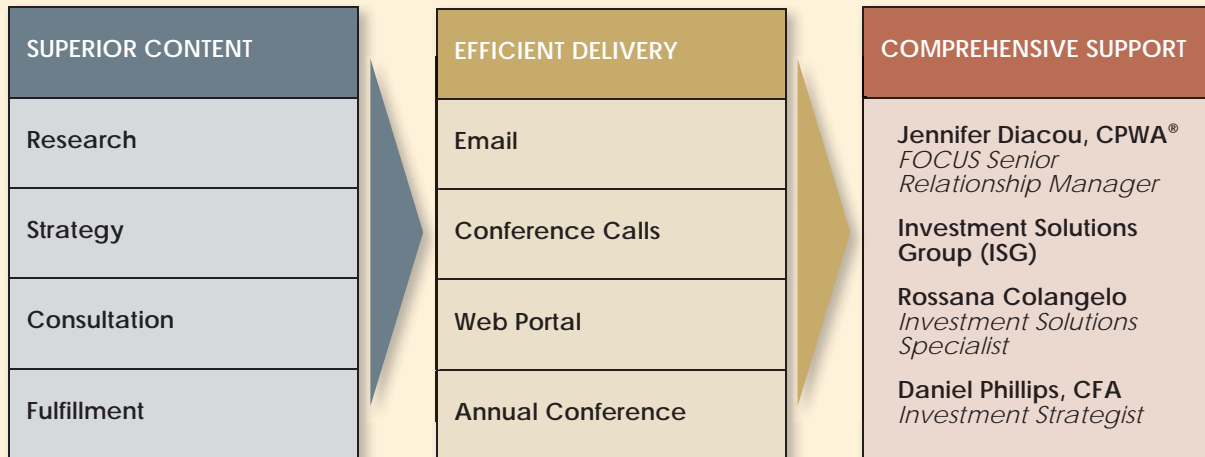 SUPERIOR CONTENT
Research
Strategy
Consultation
Fulfillment
EFFICIENT DELIVERY
Email
Conference Calls
Web Portal
Annual Conference
COMPREHENSIVE SUPPORT
Jennifer Diacou, CPWA®
FOCUS Senior
Relationship Manager
Investment Solutions
Group (ISG)
Rossana Colangelo
Investment Solutions
Specialist
Daniel Phillips, CFA
Investment Strategist